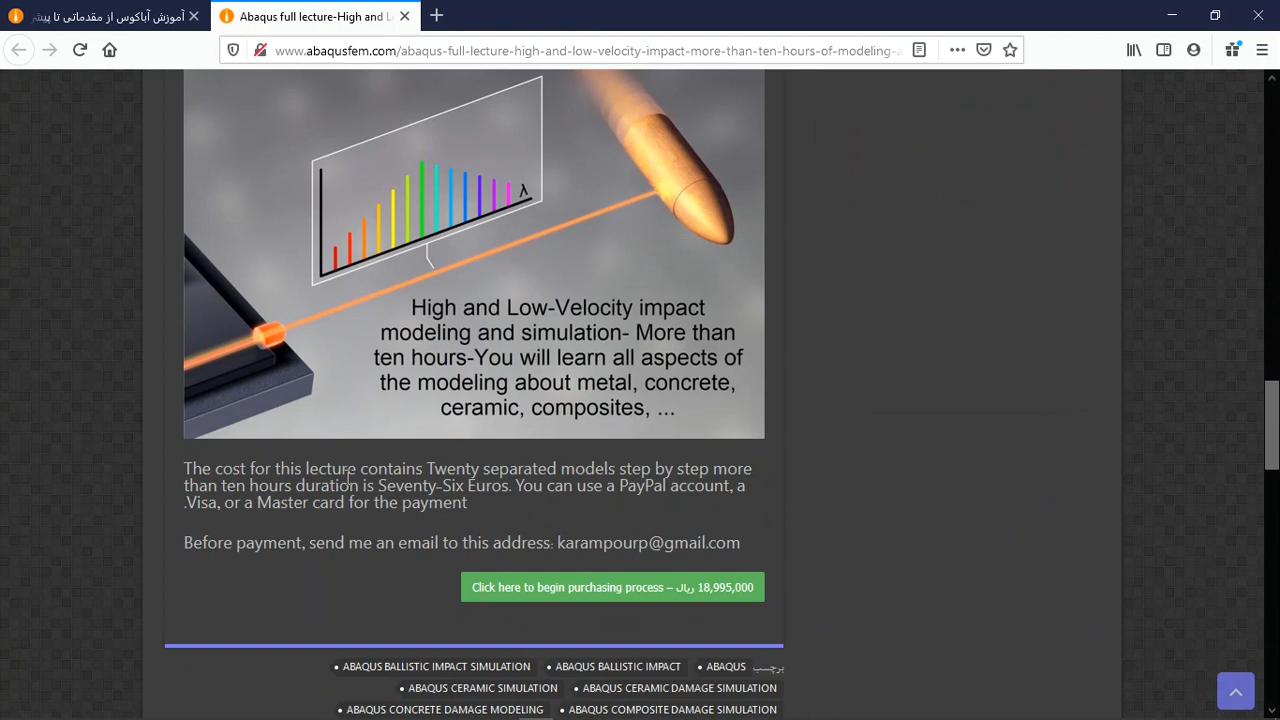 آموزش آباکوس از مقدماتی تا پیشر
Abaqus full lecture-High and L
www.abaqusfem.com/abaqus-full-lecture-high-and-low-velocity-impact-more-than-ten-hours-of-modeling-a
λ
High and Low-Velocity impact
modeling and simulation- More than
ten hours-You will learn all aspects of
the modeling about metal, concrete,
ceramic, composites, ...
The cost for this lecture contains Twenty separated models step by step more
than ten hours duration is Seventy-Six Euros. You can use a PayPal account, a
.Visa, or a Master card for the payment
Before payment, send me an email to this address: karampourp@gmail.com
Click here to begin purchasing process – 18,995,000 ریال
برچسب • ABAQUS • ABAQUS BALLISTIC IMPACT • ABAQUS BALLISTIC IMPACT SIMULATION
• ABAQUS CERAMIC DAMAGE SIMULATION • ABAQUS CERAMIC SIMULATION
• ABAQUS COMPOSITE DAMAGE SIMULATION • ABAQUS CONCRETE DAMAGE MODELING